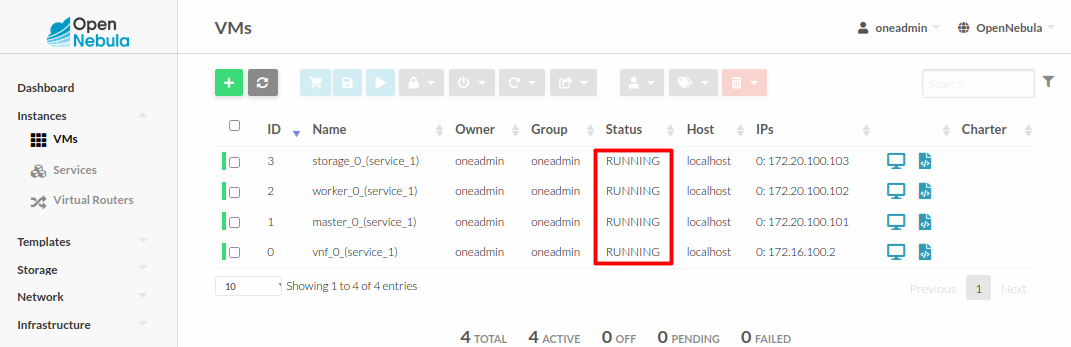 Open Nebula
VMs
oneadmin
OpenNebula
Dashboard
Instances
VMs
Services
Virtual Routers
Templates
Storage
Network
Infrastructure
Search
ID Name Owner Group Status Host IPs Charter
3 storage_0_(service_1) oneadmin oneadmin RUNNING localhost 0: 172.20.100.103
2 worker_0_(service_1) oneadmin oneadmin RUNNING localhost 0: 172.20.100.102
1 master_0_(service_1) oneadmin oneadmin RUNNING localhost 0: 172.20.100.101
0 vnf_0_(service_1) oneadmin oneadmin RUNNING localhost 0: 172.16.100.2
10 Showing 1 to 4 of 4 entries Previous 1 Next
4 TOTAL 4 ACTIVE 0 OFF 0 PENDING 0 FAILED